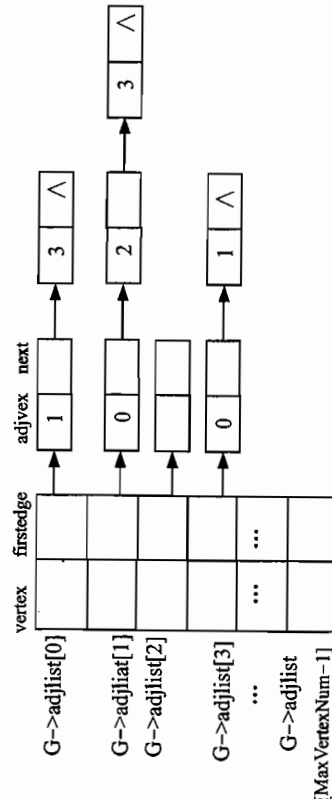 vertex firstedge adjvex next
G->adjlist[0} 1 3 ∧
G->adjliat[1} 0 2 3 ∧
G->adjlist[2]
G->adjlist[3] 0 1 ∧
... ... ...
G->adjlist
[MaxVertexNum-1]